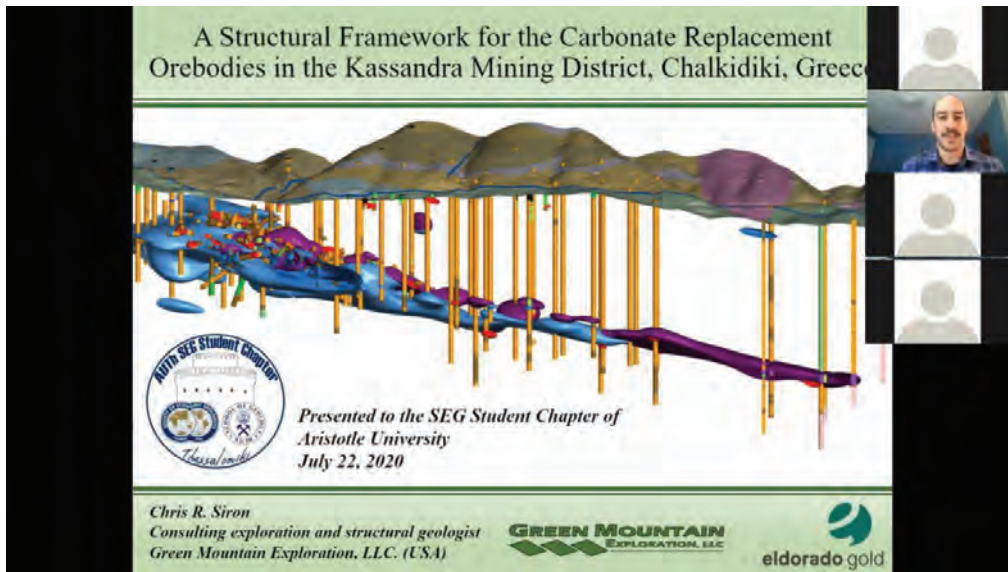 A Structural Framework for the Carbonate Replacement
Orebodies in the Kassandra Mining District, Chalkidiki, Greec
AUTh SEG Student Chapter
Thessaloniki
Presented to the SEG Student Chapter of
Aristotle University
July 22, 2020
Chris R. Siron
Consulting exploration and structural geologist
Green Mountain Exploration, LLC. (USA)
GREEN MOUNTAIN
EXPLORATION, LLC
eldorado gold